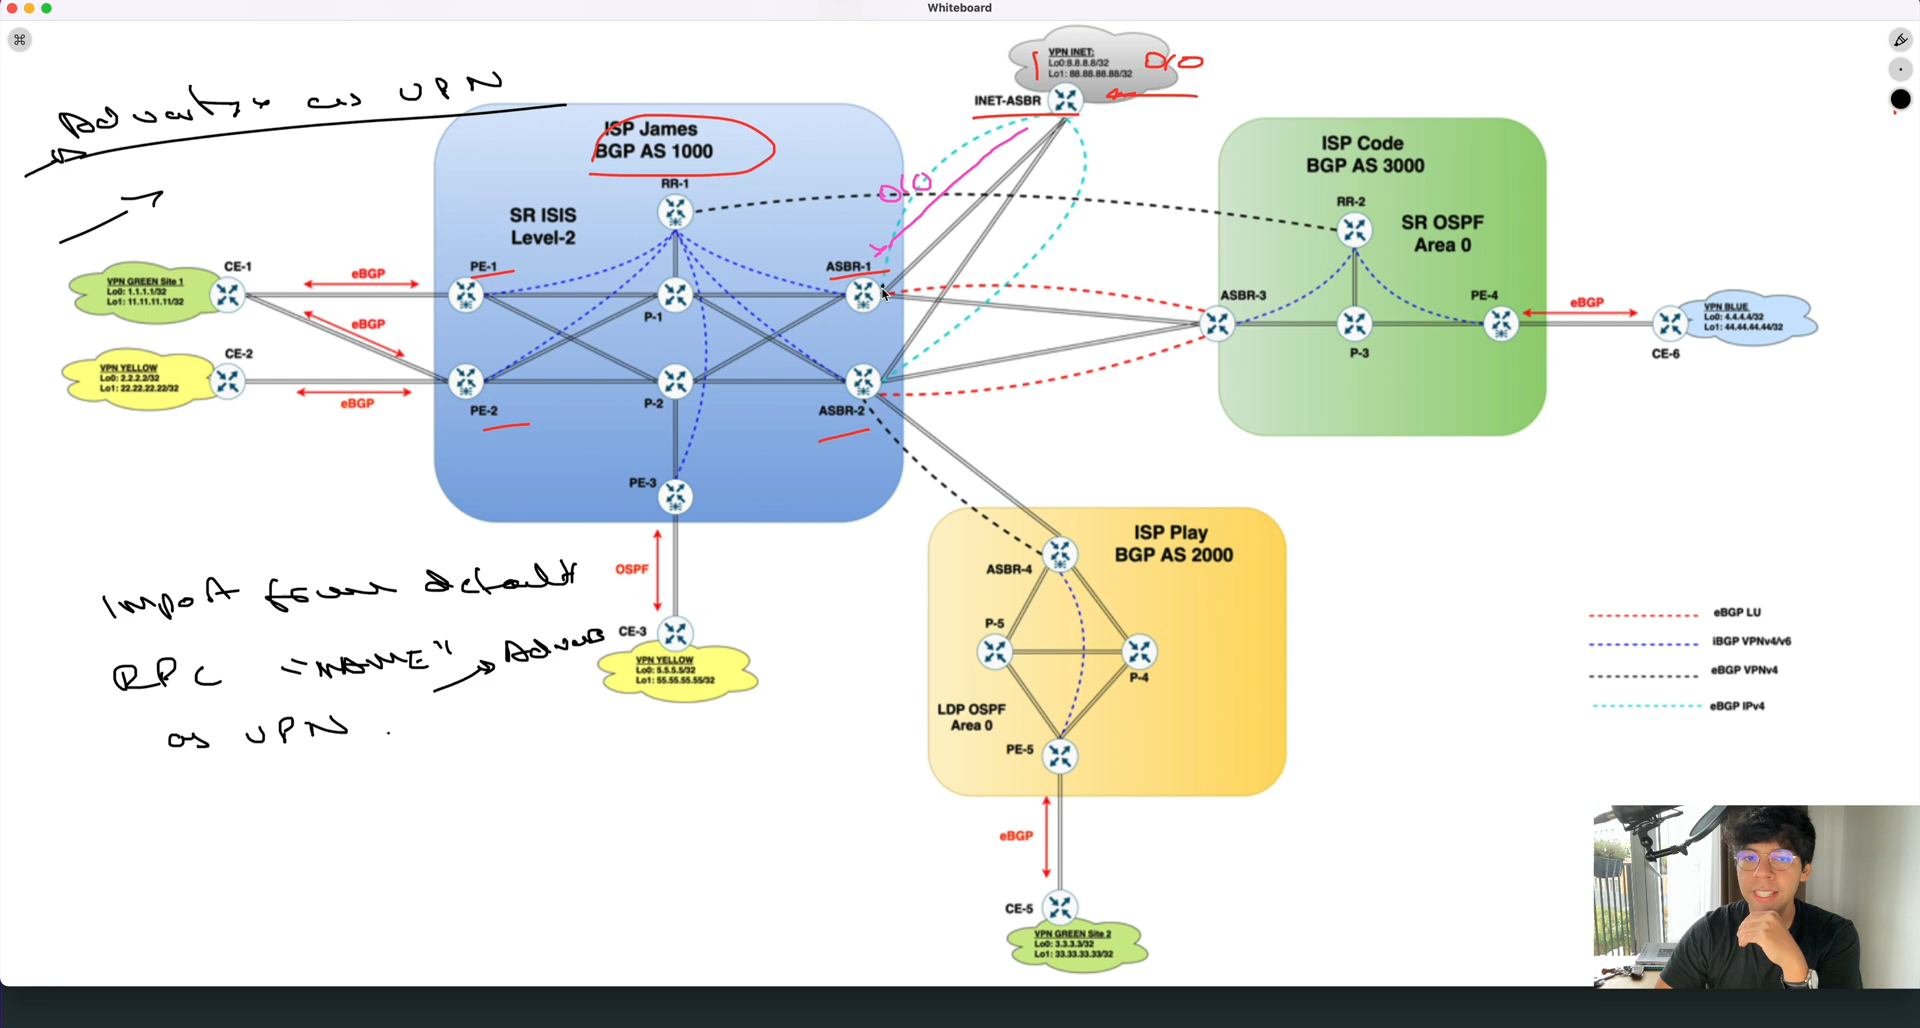 Whiteboard
⌘
VPN INET:
Lo0:8.8.8.8/32
Lo1: 88.88.88.88/32
0/0
INET-ASBR
as VPN
ISP James
BGP AS 1000
RR-1
0/0
SR ISIS
Level-2
ISP Code
BGP AS 3000
RR-2
SR OSPF
Area 0
CE-1
eBGP
PE-1
ASBR-1
VPN GREEN Site 1
Lo0: 1.1.1.1/32
Lo1: 11.11.11.11/32
P-1
ASBR-3
PE-4
eBGP
VPN BLUE
Lo0: 4.4.4.4/32
Lo1: 44.44.44.44/32
P-3
CE-6
eBGP
CE-2
VPN YELLOW
Lo0: 2.2.2.2/32
Lo1: 22.22.22.22/32
eBGP
PE-2
P-2
ASBR-2
PE-3
OSPF
CE-3
VPN YELLOW
Lo0: 5.5.5.5/32
Lo1: 55.55.55.55/32
Import from default
"NAME"
as VPN .
ISP Play
BGP AS 2000
ASBR-4
P-5
P-4
LDP OSPF
Area 0
PE-5
eBGP
CE-5
VPN GREEN Site 2
Lo0: 3.3.3.3/32
Lo1: 33.33.33.33/32
eBGP LU
iBGP VPNv4/v6
eBGP VPNv4
eBGP IPv4